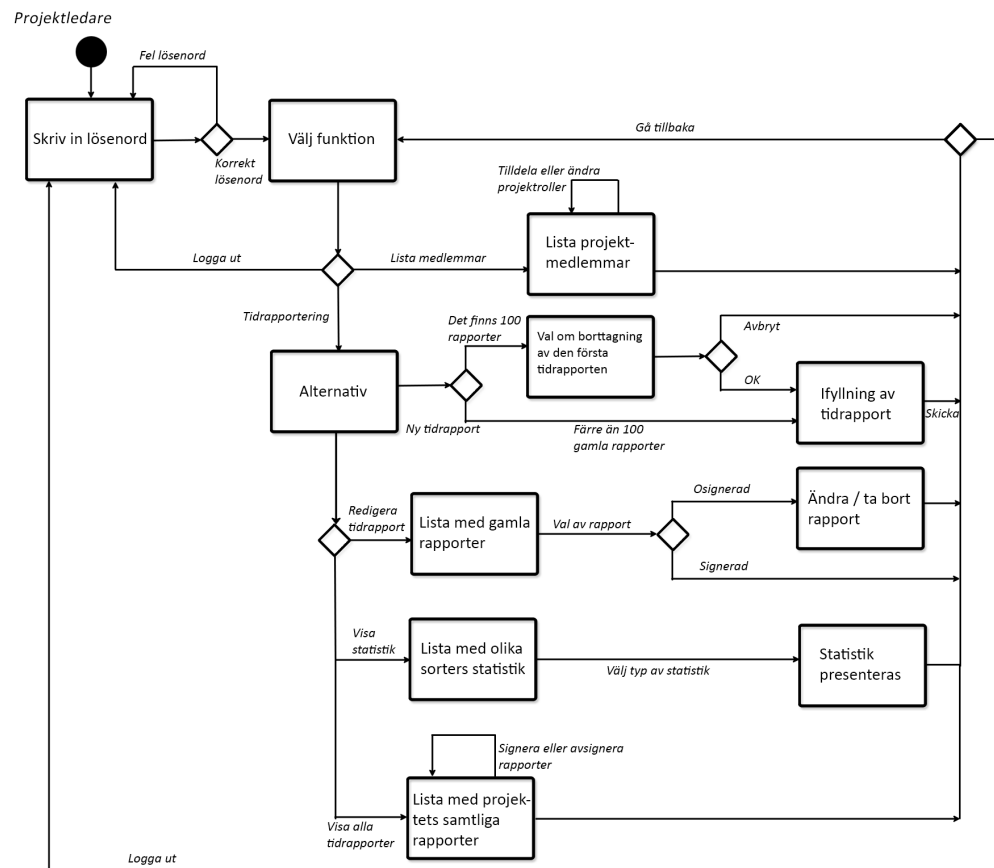 Projektledare
Fel lösenord
Skriv in lösenord
Korrekt
lösenord
Välj funktion
Gå tillbaka
Tilldela eller ändra
projektroller
Lista projekt-
medlemmar
Logga ut
Lista medlemmar
Tidrapportering
Det finns 100
rapporter
Val om borttagning
av den första
tidrapporten
Avbryt
OK
Alternativ
Ny tidrapport
Färre än 100
gamla rapporter
Ifyllning av
tidrapport
Skicka
Redigera
tidrapport
Lista med gamla
rapporter
Val av rapport
Osignerad
Ändra / ta bort
rapport
Signerad
Visa
statistik
Lista med olika
sorters statistik
Välj typ av statistik
Statistik
presenteras
Signera eller avsignera
rapporter
Lista med projek-
tets samtliga
rapporter
Visa alla
tidrapporter
Logga ut